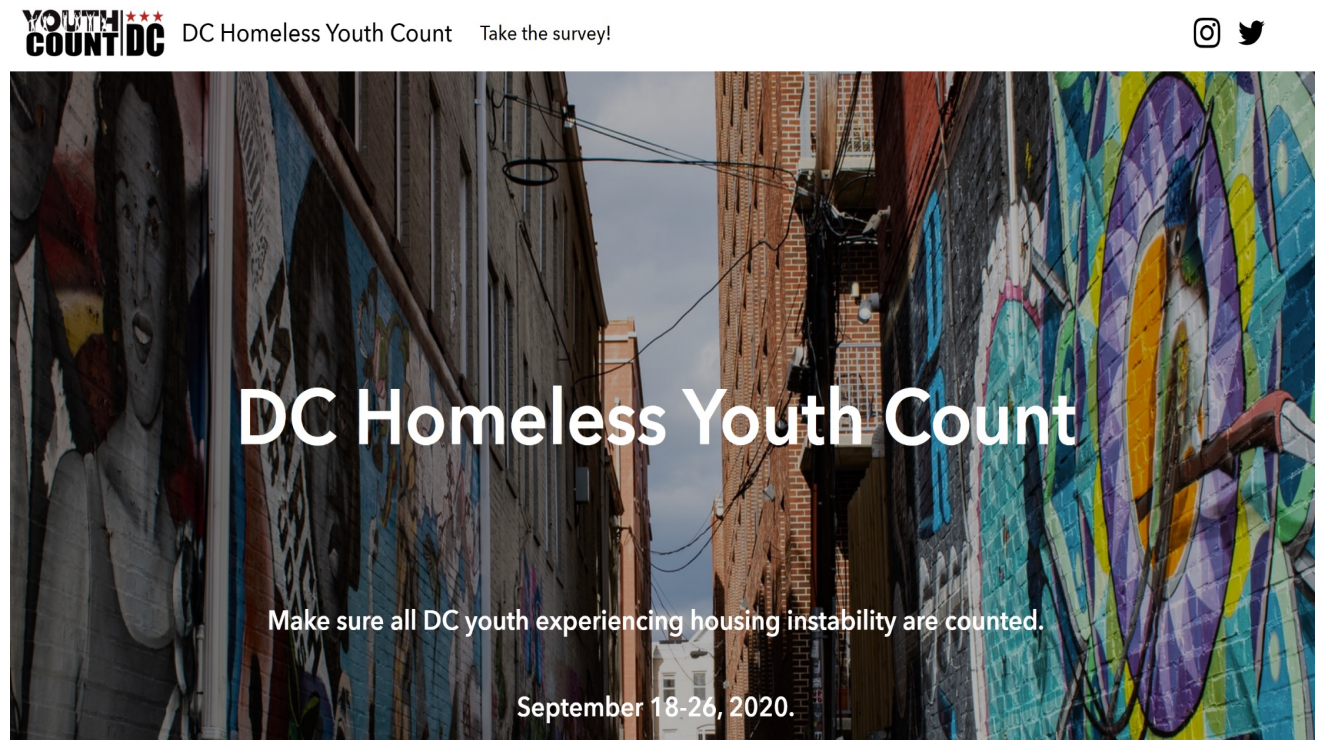 YOUTH
COUNT DC
DC Homeless Youth Count
Take the survey!
DC Homeless Youth Count
Make sure all DC youth experiencing housing instability are counted.
September 18-26, 2020.